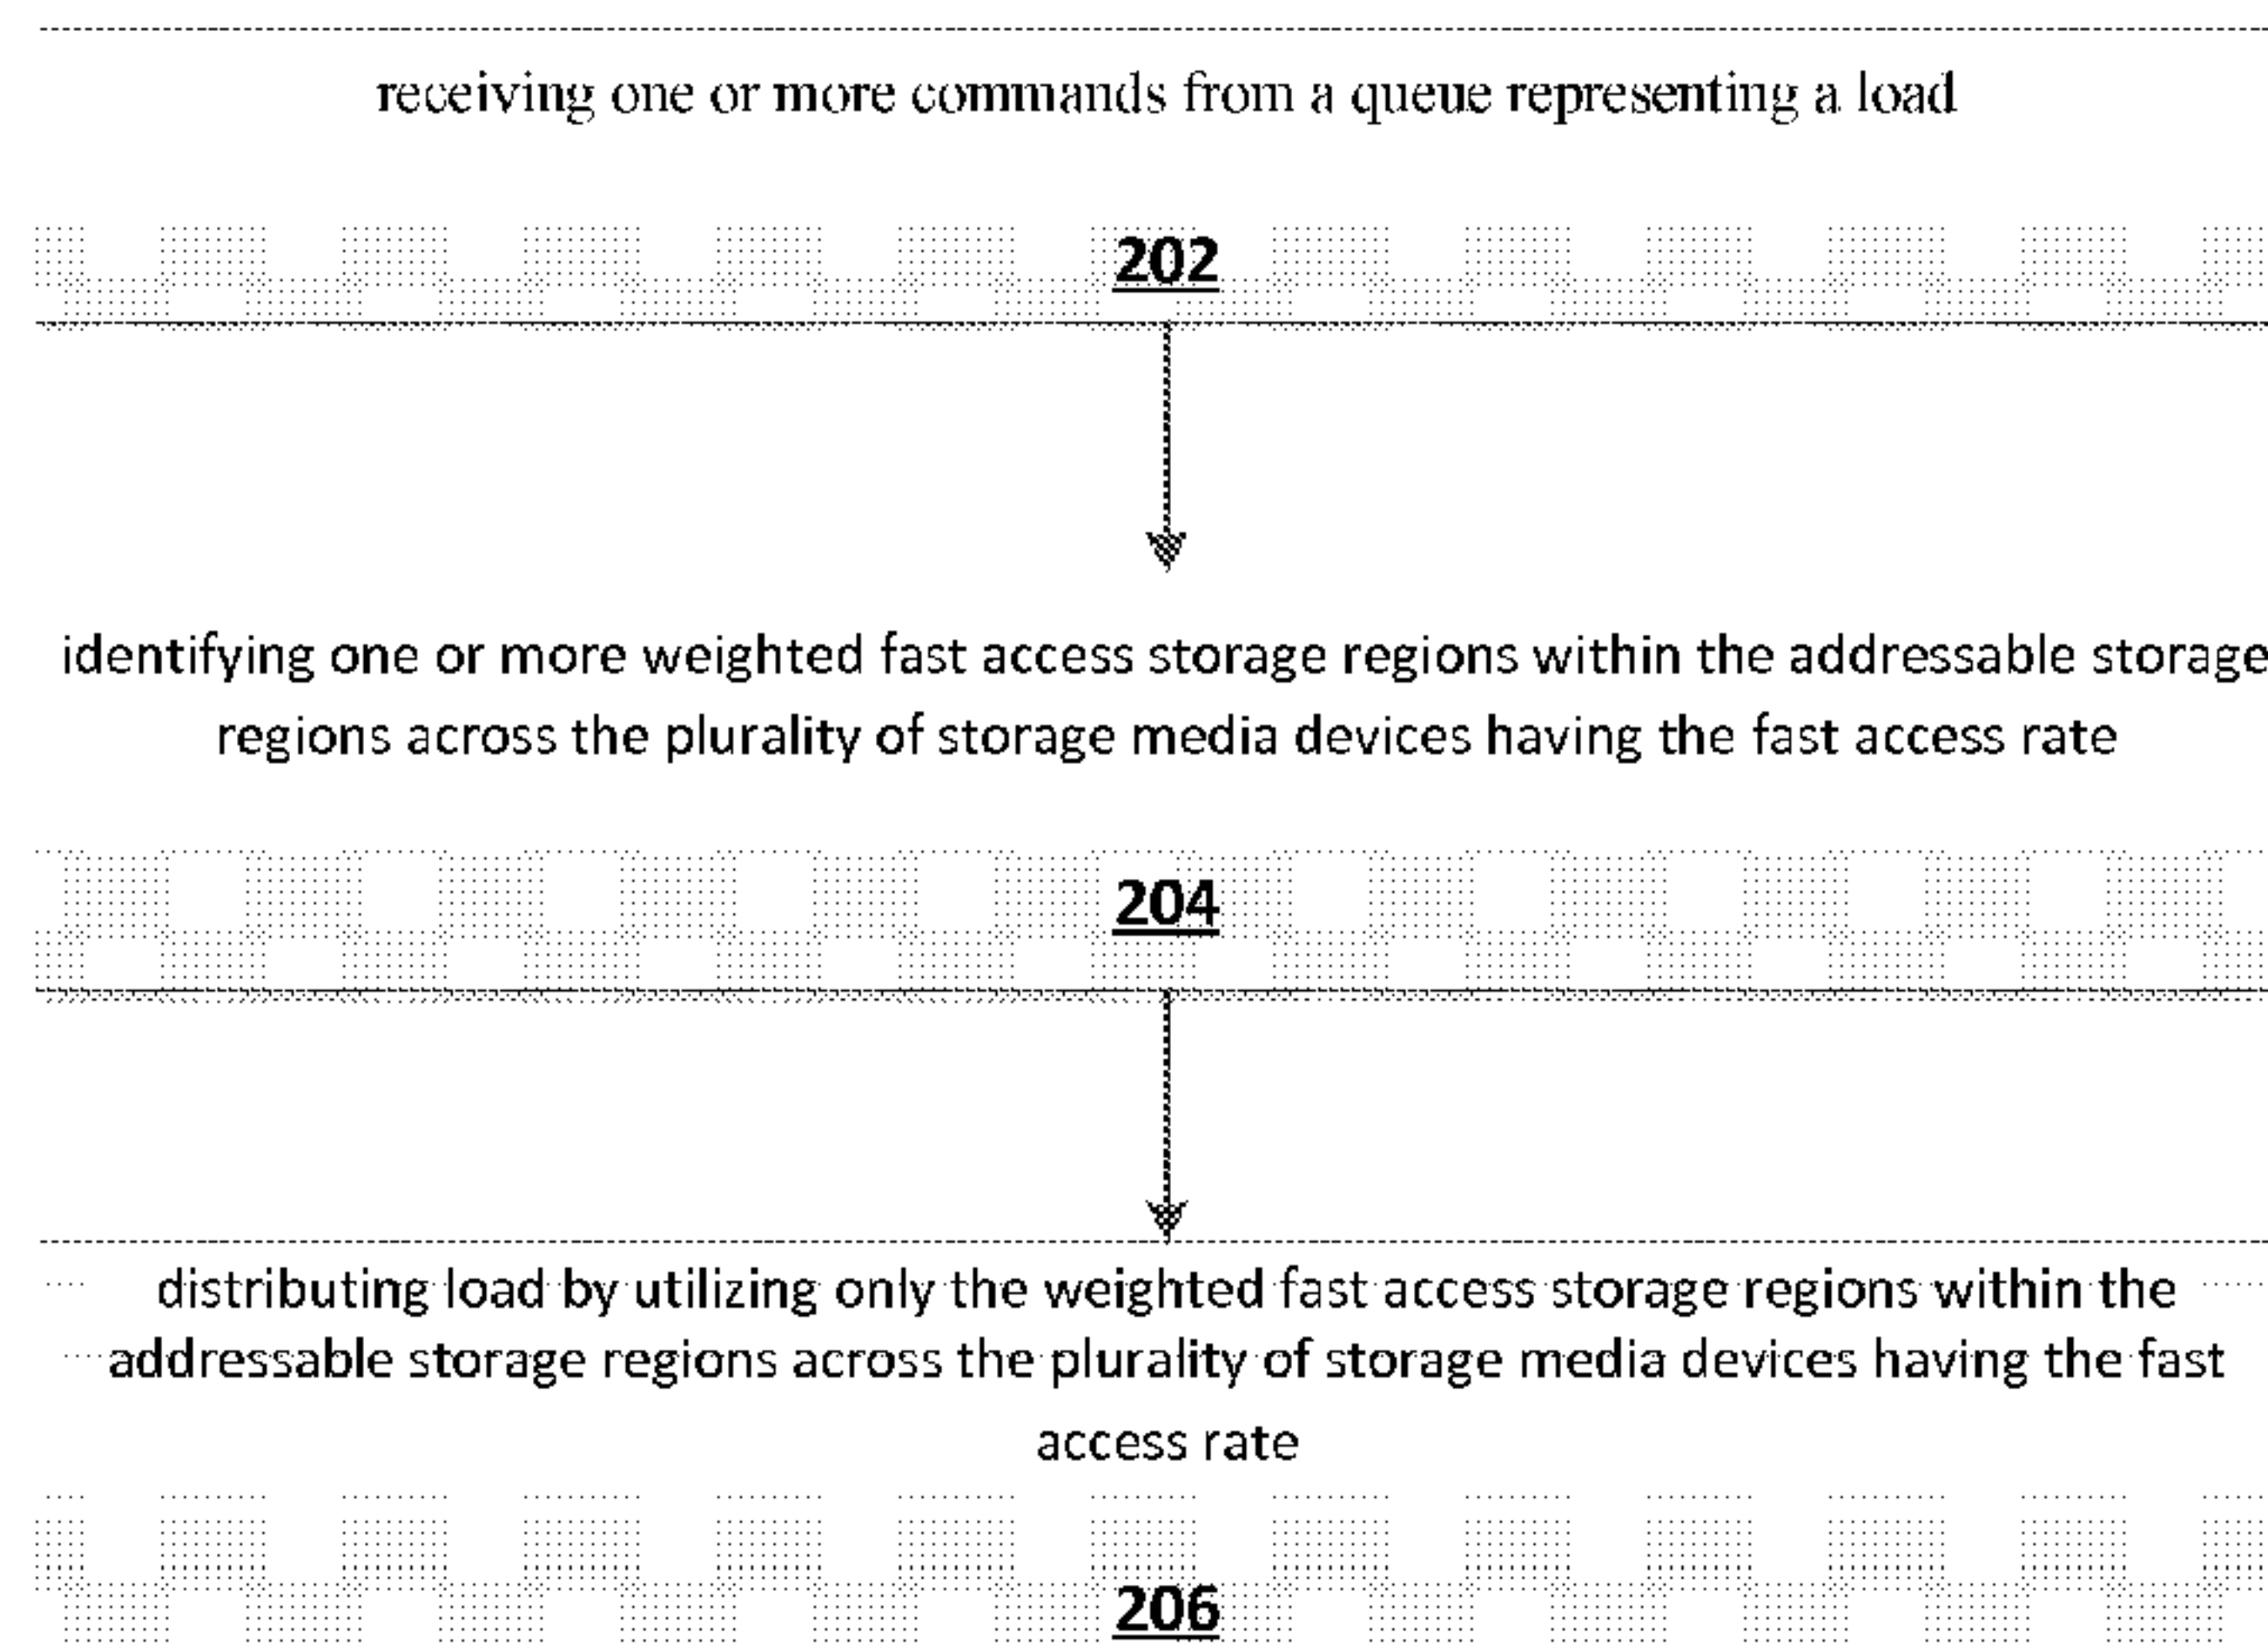 receiving one or more commands from a queue representing a load
202
identifying one or more weighted fast access storage regions within the addressable storage
regions across the plurality of storage media devices having the fast access rate
204
distributing load by utilizing only the weighted fast access storage regions within the
addressable storage regions across the plurality of storage media devices having the fast
access rate
206